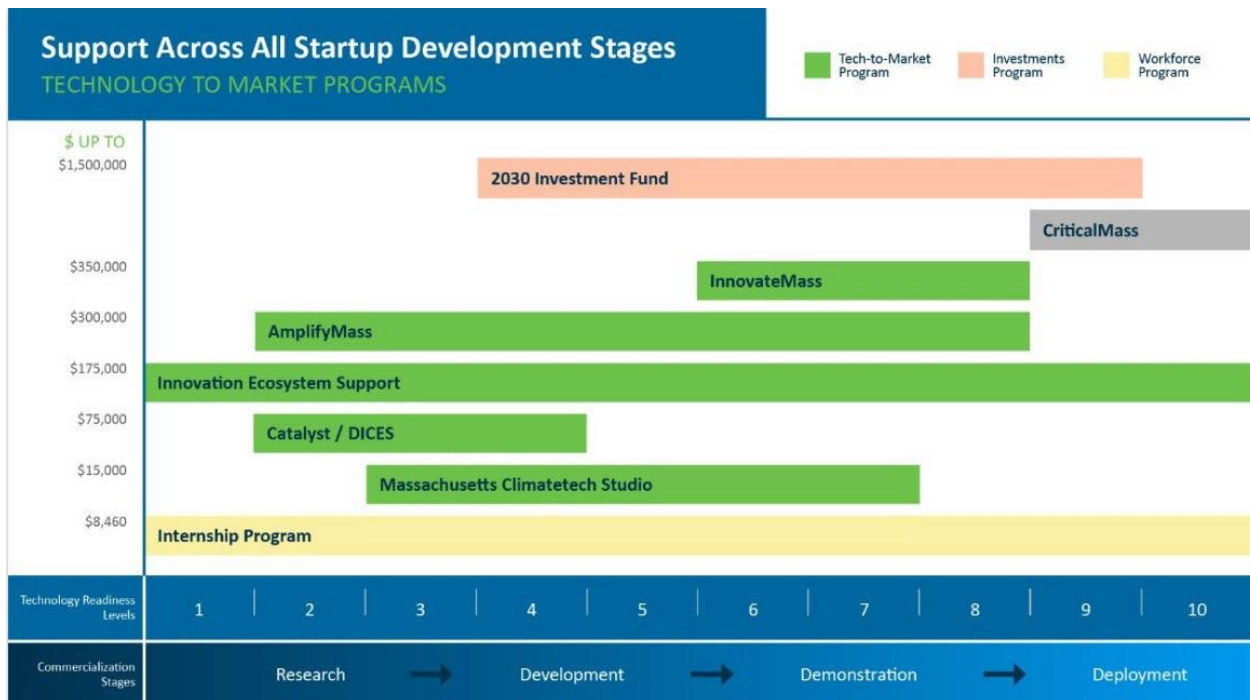 Support Across All Startup Development Stages
TECHNOLOGY TO MARKET PROGRAMS
Tech-to-Market
Program
Investments
Program
Workforce
Program
$ UP TO
$1,500,000
2030 Investment Fund
CriticalMass
$350,000
InnovateMass
$300,000
AmplifyMass
$175,000
Innovation Ecosystem Support
$75,000
Catalyst / DICES
$15,000
Massachusetts Climatetech Studio
$8,460
Internship Program
Technology Readiness
Levels
1 2 3 4 5 6 7 8 9 10
Commercialization
Stages
Research Development Demonstration Deployment